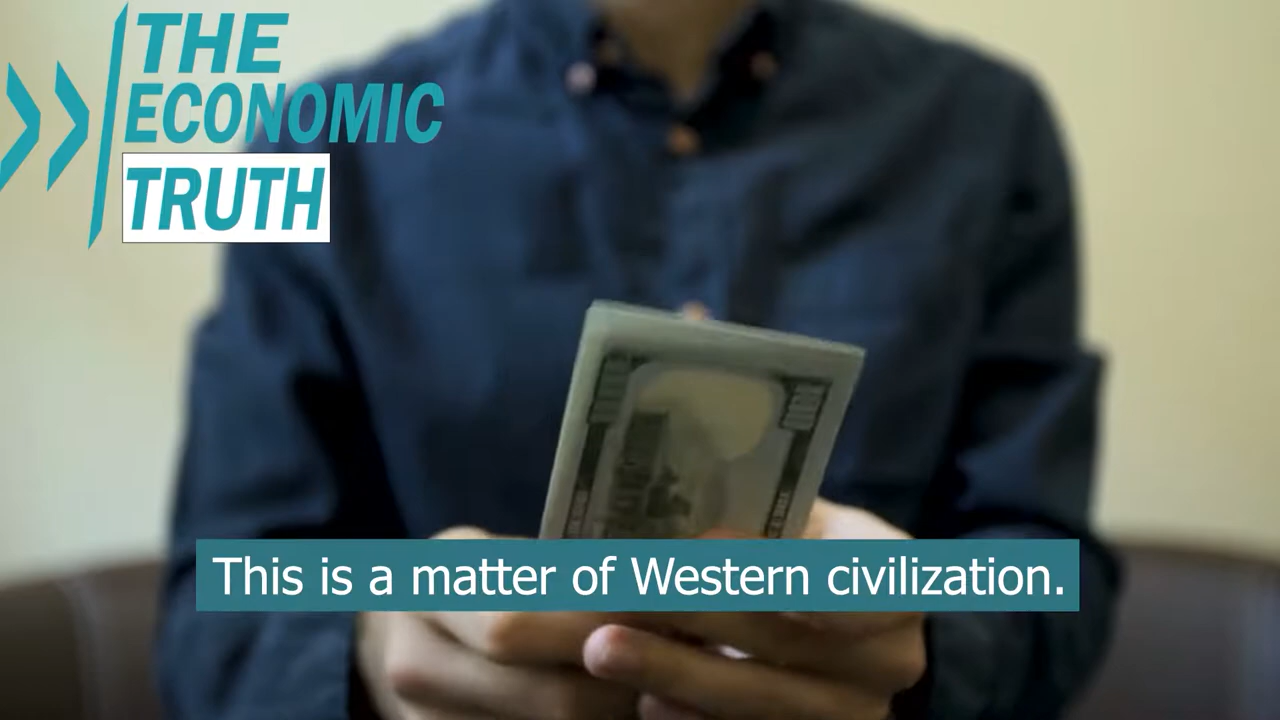 THE
ECONOMIC
TRUTH
This is a matter of Western civilization.